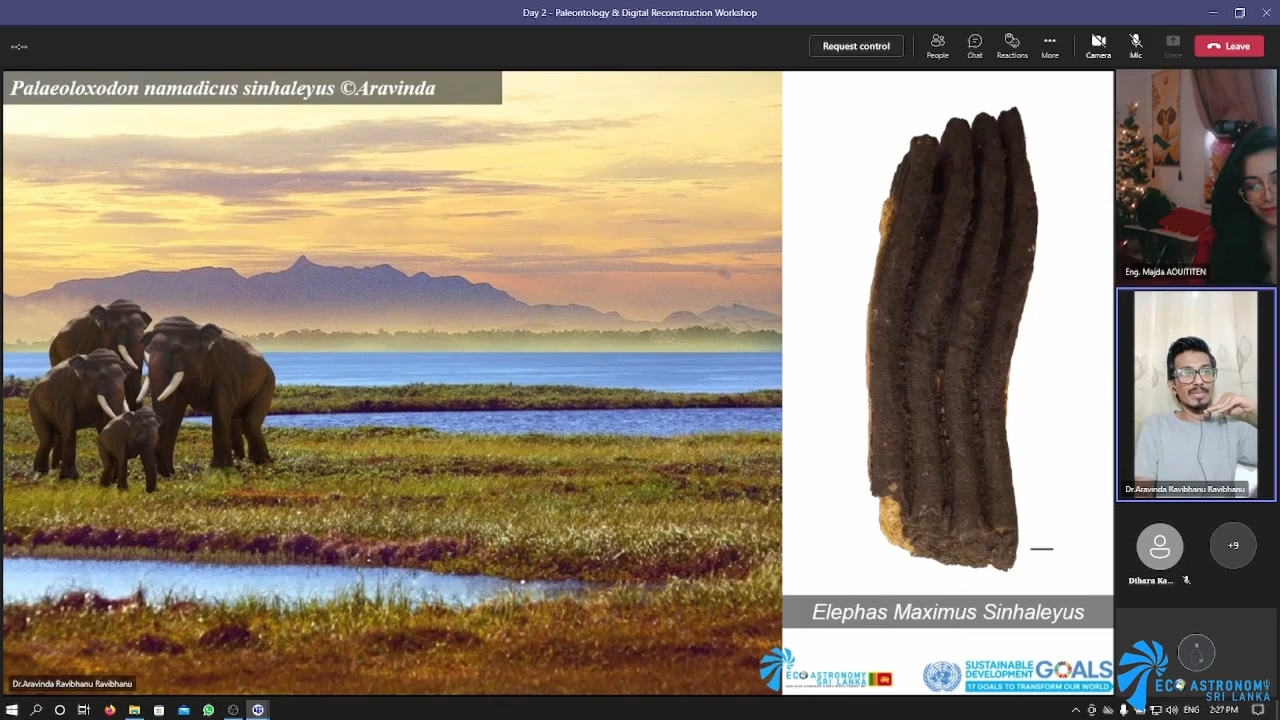 Day 2 - Paleontology & Digital Reconstruction Workshop
Request control
People
Chat
Reactions
More
Camera
Mic
Share
Leave
Palaeoloxodon namadicus sinhaleyus ©Aravinda
Eng. Majda AOUITITEN
Dr.Aravinda Ravibhanu Ravibhanu
+9
Dihara Ka...
Elephas Maximus Sinhaleyus
ECO ASTRONOMY
SRI LANKA
SUSTAINABLE
DEVELOPMENT
GOALS
17 GOALS TO TRANSFORM OUR WORLD
ECO ASTRONOMY
SRI LANKA
Dr.Aravinda Ravibhanu Ravibhanu
ENG
2:27 PM